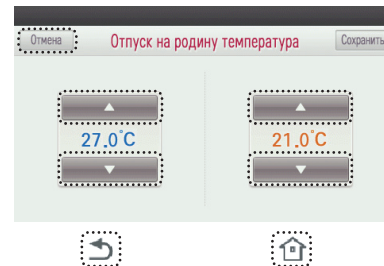 Отмена
Отпуск на родину температура
Сохранить
27.0°C
21.0°C